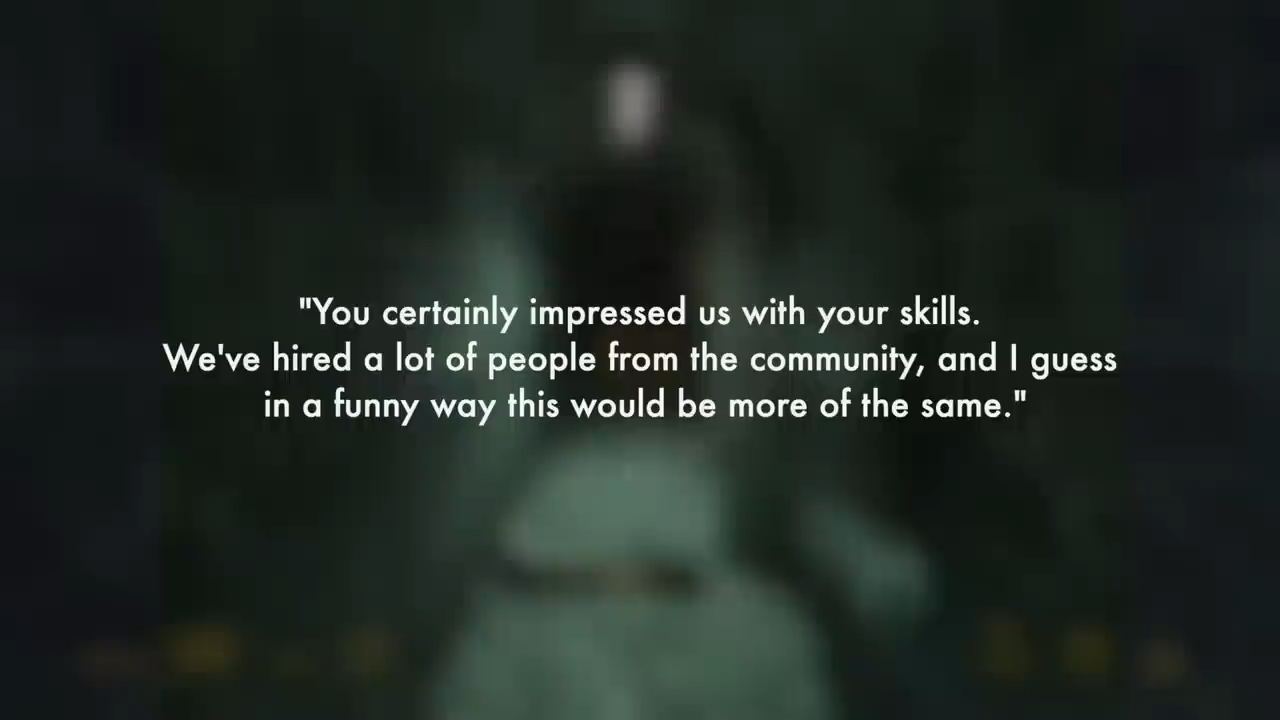 "You certainly impressed us with your skills.
We've hired a lot of people from the community, and I guess
in a funny way this would be more of the same."